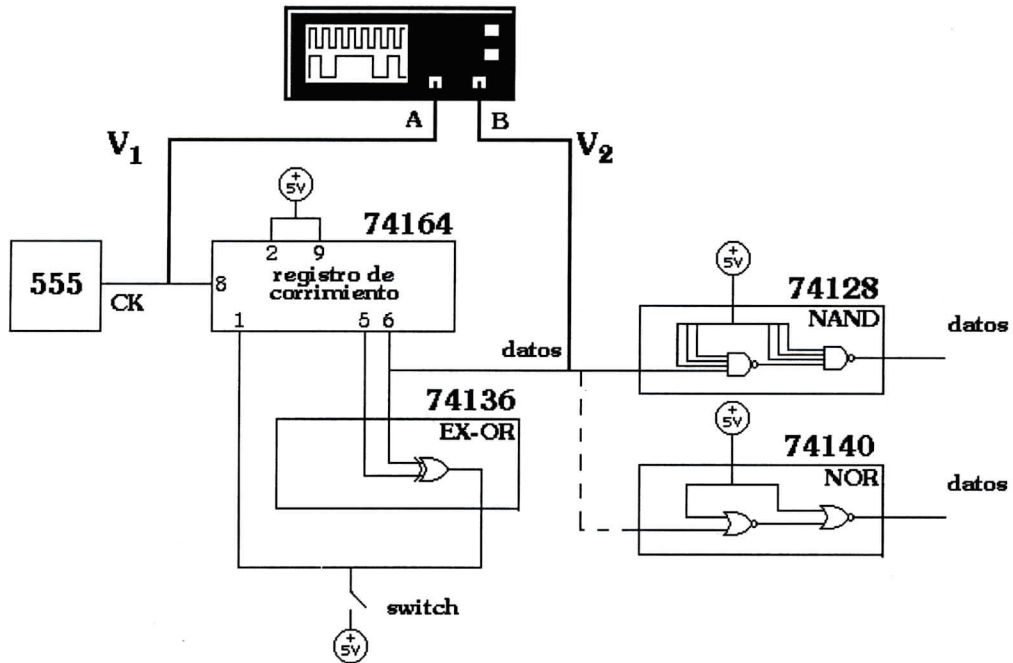 A
B
V1
V2
+
5V
74164
2 9
555
CK
8
registro de
corrimiento
1
5 6
datos
+
5V
74128
NAND
datos
74136
EX-OR
+
5V
74140
NOR
datos
switch
+
5V